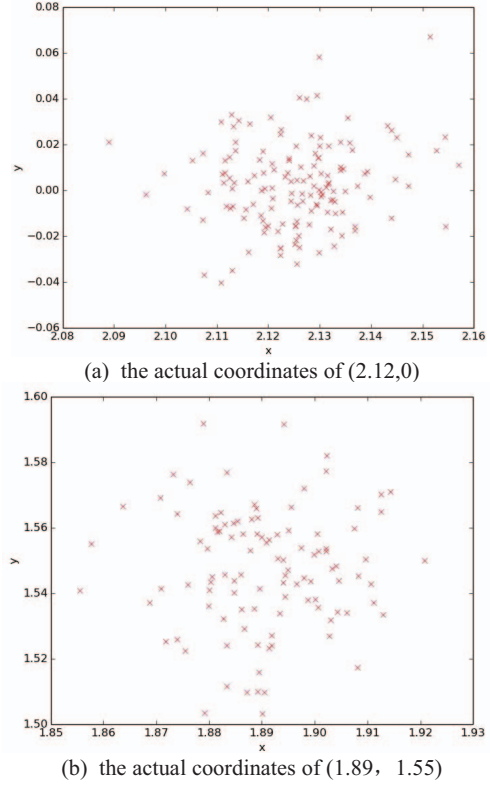 0.08
0.06
0.04
0.02
y
0.00
−0.02
−0.04
−0.06
2.08 2.09 2.10 2.11 2.12 2.13 2.14 2.15 2.16
x
(a) the actual coordinates of (2.12,0)
1.60
1.58
1.56
y
1.54
1.52
1.50
1.85 1.86 1.87 1.88 1.89 1.90 1.91 1.92 1.93
x
(b) the actual coordinates of (1.89，1.55)